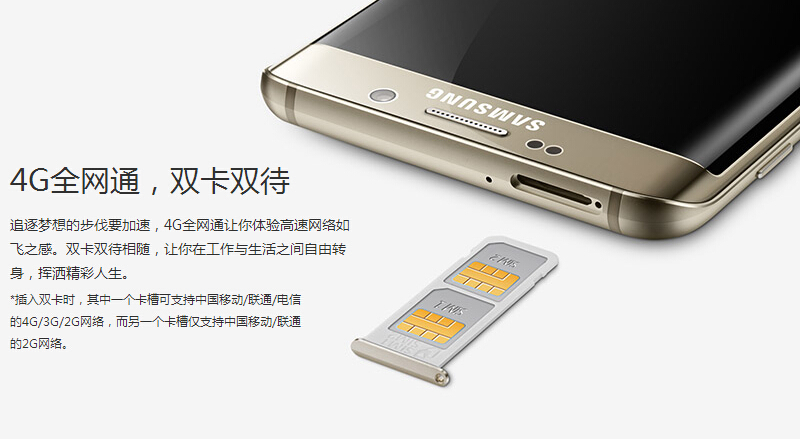 SAMSUNG
4G全网通，双卡双待
追逐梦想的步伐要加速，4G全网通让你体验高速网络如
飞之感。双卡双待相随，让你在工作与生活之间自由转
身，挥洒精彩人生。
*插入双卡时，其中一个卡槽可支持中国移动/联通/电信
的4G/3G/2G网络，而另一个卡槽仅支持中国移动/联通
的2G网络。
SIM 2
SIM 1